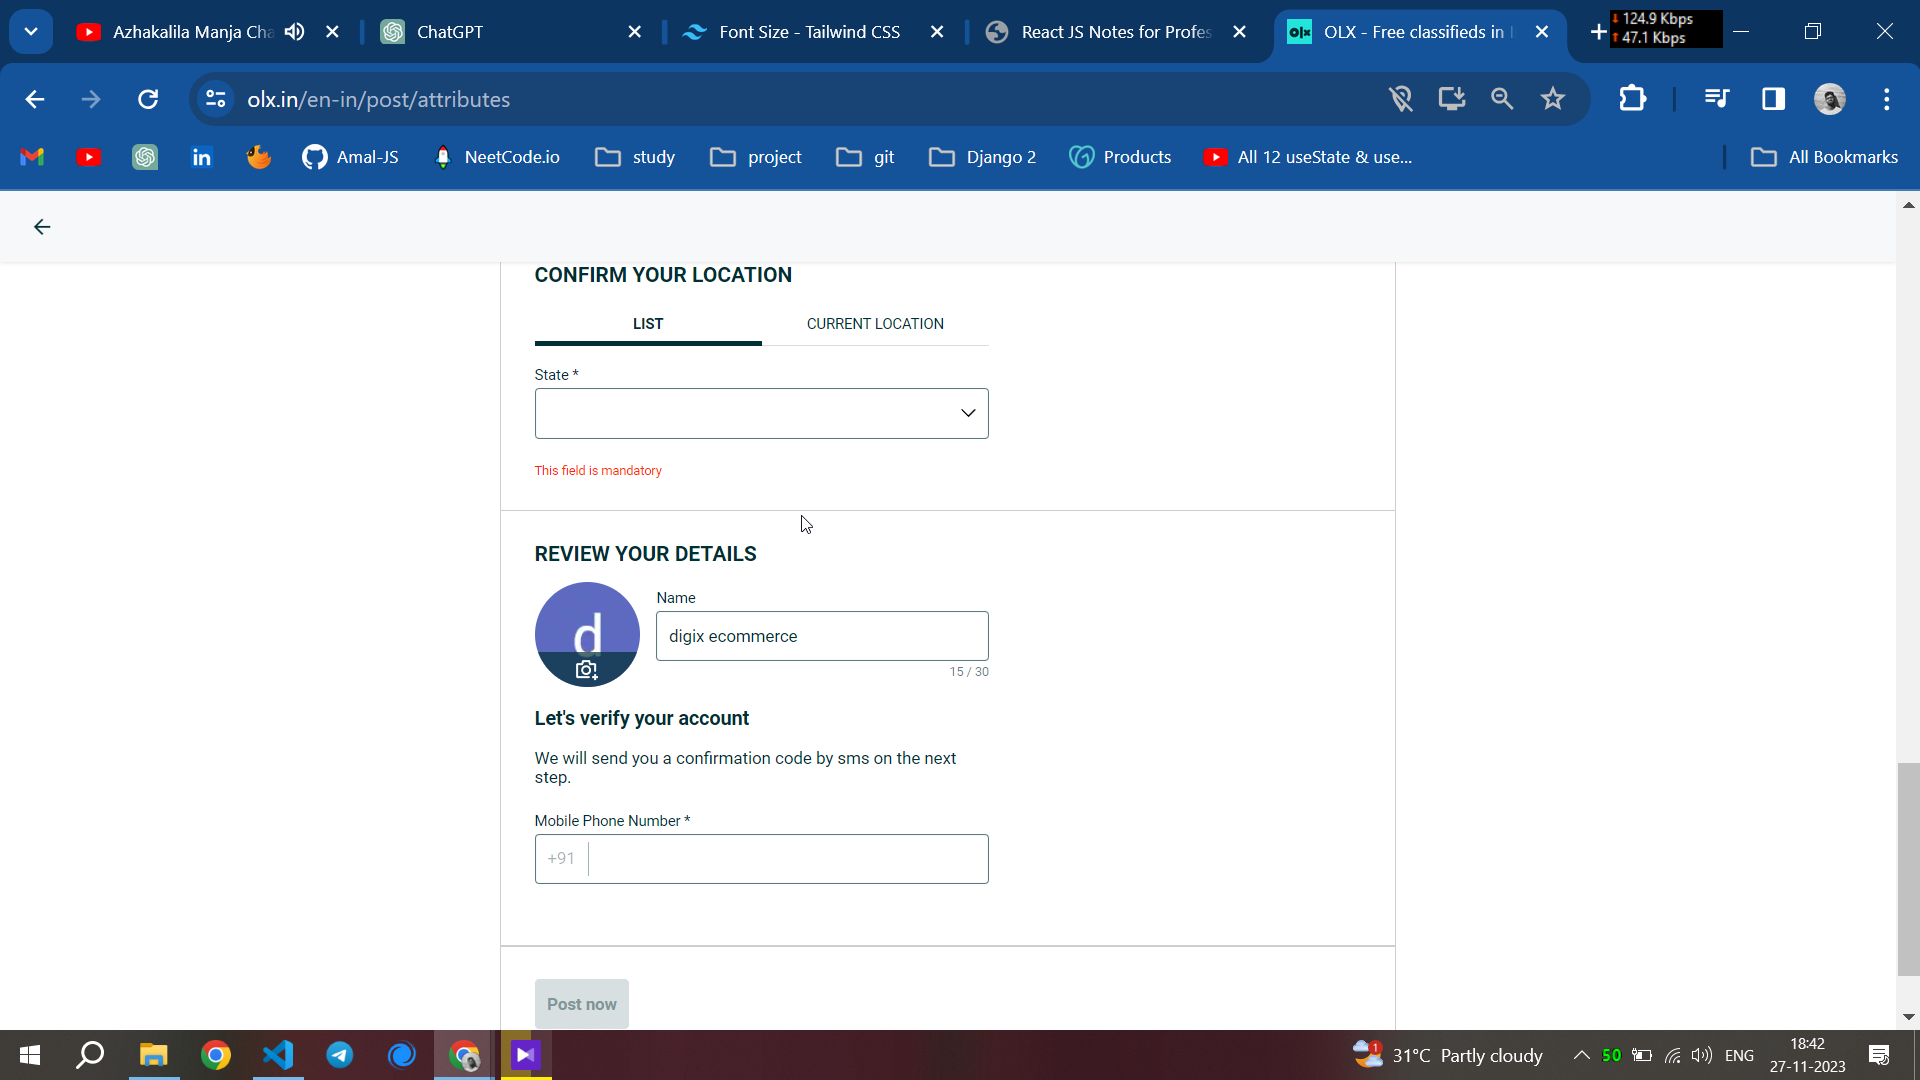 Azhakalila Manja Cha
ChatGPT
Font Size - Tailwind CSS
React JS Notes for Profes
olx
OLX - Free classifieds in
124.9 Kbps
47.1 Kbps
olx.in/en-in/post/attributes
Amal-JS
NeetCode.io
study
project
git
Django 2
Products
All 12 useState & use...
All Bookmarks
CONFIRM YOUR LOCATION
LIST
CURRENT LOCATION
State *
This field is mandatory
REVIEW YOUR DETAILS
d
Name
digix ecommerce
15 / 30
Let's verify your account
We will send you a confirmation code by sms on the next
step.
Mobile Phone Number *
+91
Post now
1
31°C Partly cloudy
50
ENG
18:42
27-11-2023